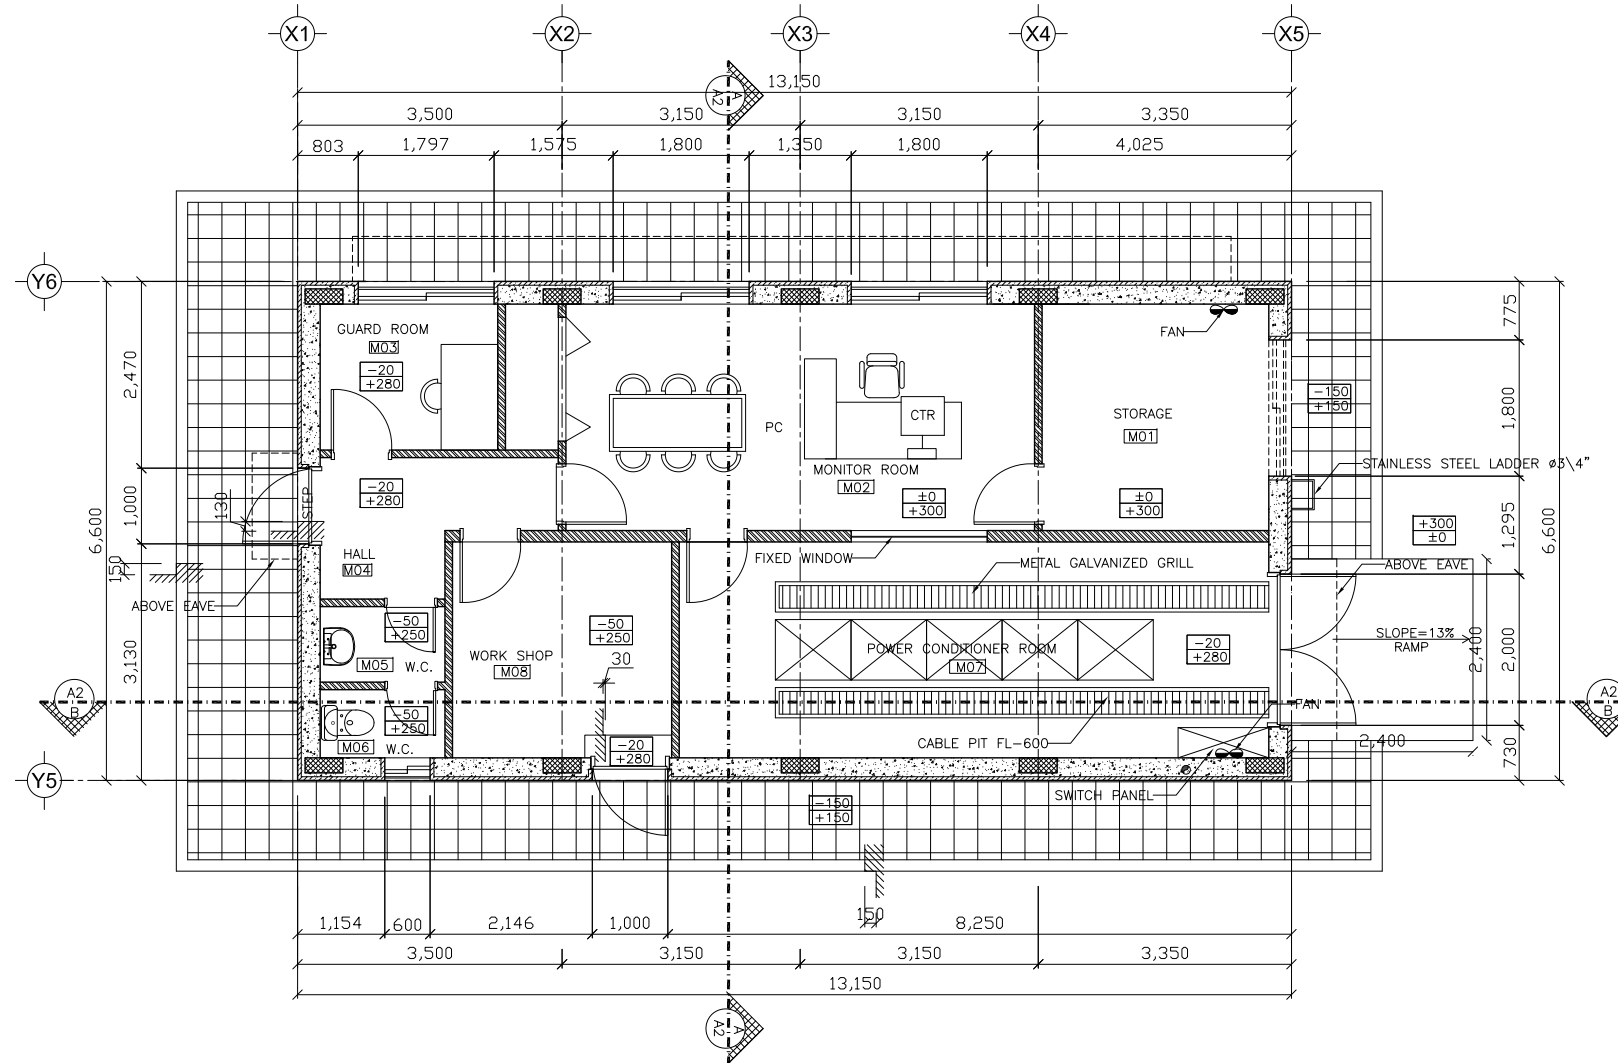 X1
X2
X3
X4
X5
13,150
A
A2
3,500
3,150
3,150
3,350
803
1,797
1,575
1,800
1,350
1,800
4,025
Y6
GUARD ROOM
M03
-20
+280
FAN
775
2,470
-150
+150
1,800
CTR
STORAGE
M01
PC
MONITOR ROOM
M02
STAINLESS STEEL LADDER ø3\4"
-20
+280
±0
+300
±0
+300
130
STEP
1,000
6,600
+300
±0
1,295
6,600
HALL
M04
FIXED WINDOW
METAL GALVANIZED GRILL
ABOVE EAVE
150
ABOVE EAVE
-50
+250
-50
+250
SLOPE=13%
RAMP
-20
+280
POWER CONDITIONER ROOM
M07
WORK SHOP
M08
30
M05 W.C.
3,130
2,400
2,000
A2
B
-50
+250
FAN
A2
B
M06 W.C.
-20
+280
CABLE PIT FL-600
2,400
730
Y5
SWITCH PANEL
-150
+150
150
1,154
600
2,146
1,000
8,250
3,500
3,150
3,150
3,350
13,150
A
A2